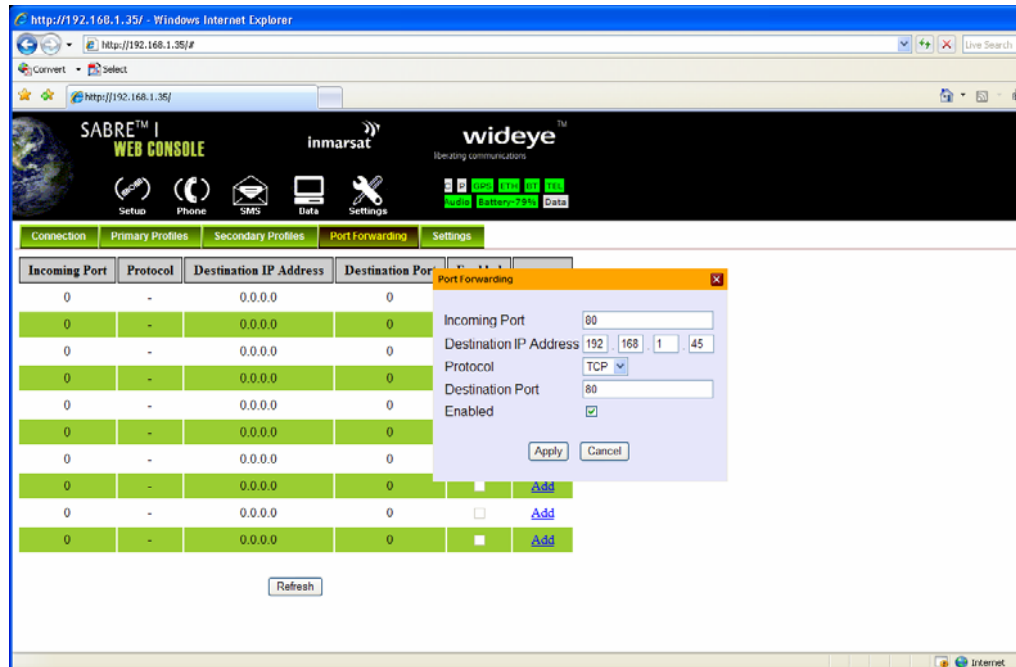 http://192.168.1.35/ - Windows Internet Explorer
http://192.168.1.35/# Live Search
Convert Select
http://192.168.1.35/
SABRE™ I
WEB CONSOLE
inmarsat
wideye™
liberating communications
Setup Phone SMS Data Settings
C P GPS ETH BT TEL
Audio Battery-79% Data
Connection Primary Profiles Secondary Profiles Port Forwarding Settings
Incoming Port Protocol Destination IP Address Destination Port Enabled
0 - 0.0.0.0 0
0 - 0.0.0.0 0
0 - 0.0.0.0 0
0 - 0.0.0.0 0
0 - 0.0.0.0 0
0 - 0.0.0.0 0
0 - 0.0.0.0 0
0 - 0.0.0.0 0 Add
0 - 0.0.0.0 0 Add
0 - 0.0.0.0 0 Add
Port Forwarding
Incoming Port 80
Destination IP Address 192 . 168 . 1 . 45
Protocol TCP
Destination Port 80
Enabled
Apply Cancel
Refresh
Internet